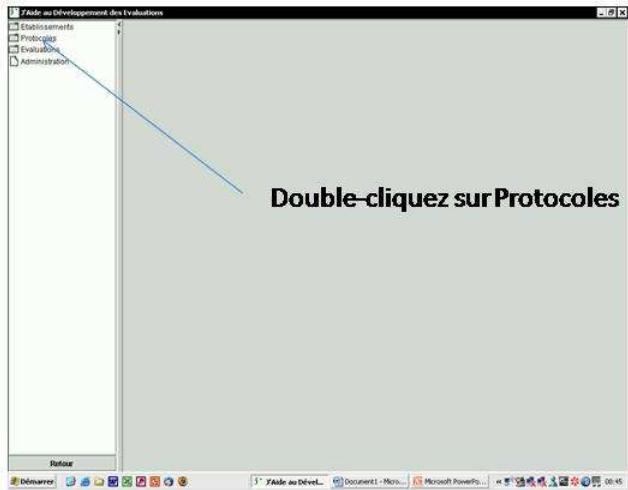 J'Aide au Développement des Evaluations
Etablissements
Protocoles
Evaluations
Administration
Double-cliquez sur Protocoles
Retour
Démarrer
J'Aide au Dével...
Document1 - Micro...
Microsoft PowerPo...
00:45